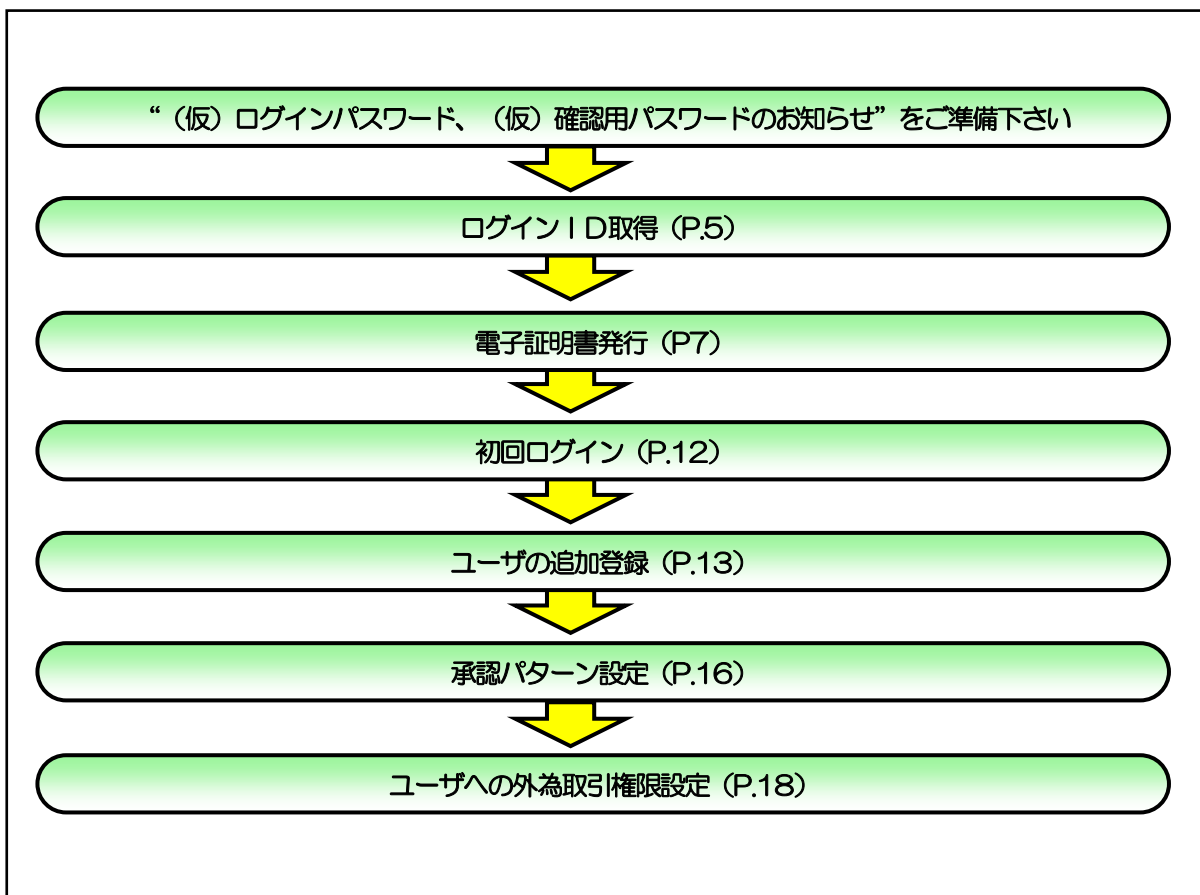 “（仮）ログインパスワード、（仮）確認用パスワードのお知らせ”をご準備下さい
ログインＩＤ取得（P.5）
電子証明書発行（P7）
初回ログイン（P.12）
ユーザの追加登録（P.13）
承認パターン設定（P.16）
ユーザへの外為取引権限設定（P.18）